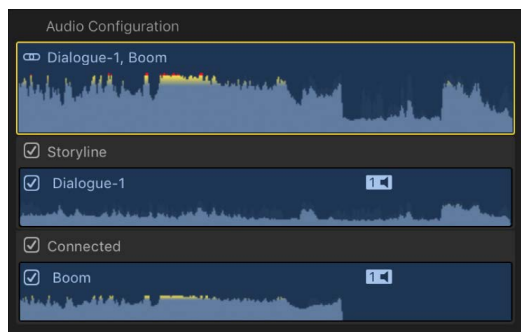 Audio Configuration
Dialogue-1, Boom
Storyline
Dialogue-1
1
Connected
Boom
1